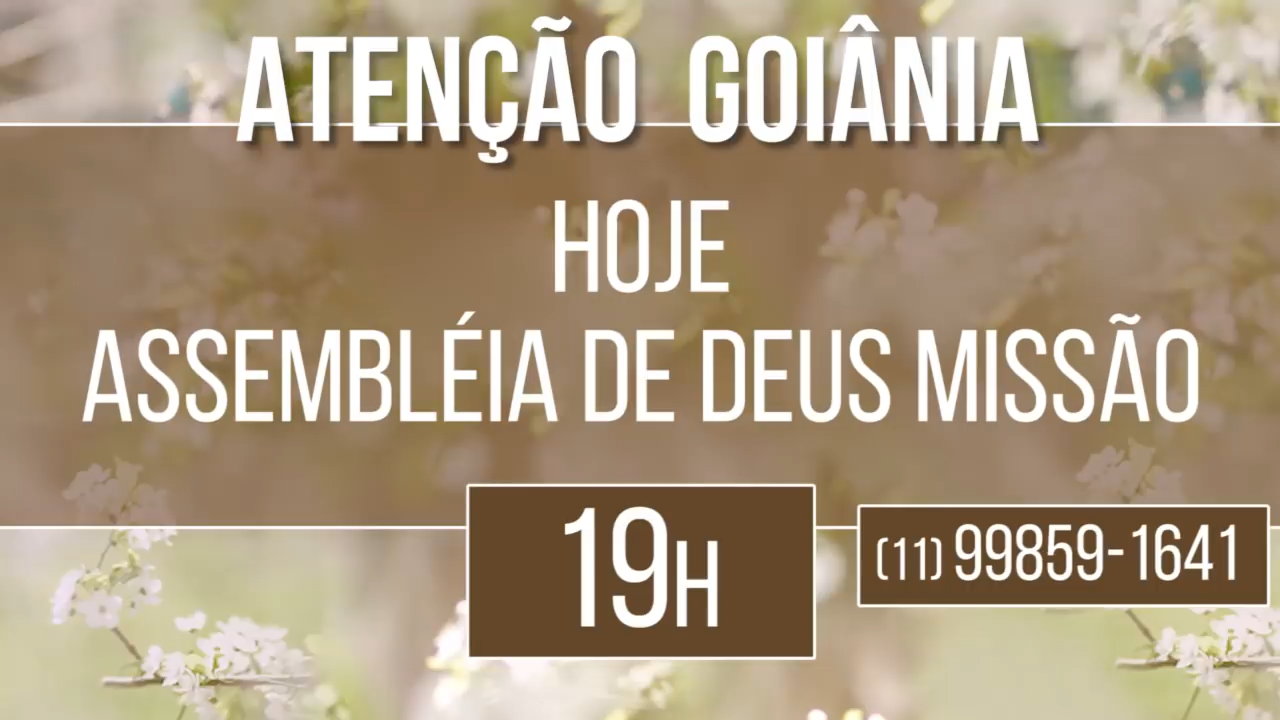 ATENÇÃO GOIÂNIA
HOJE
ASSEMBLÉIA DE DEUS MISSÃO
19H
(11) 99859-1641